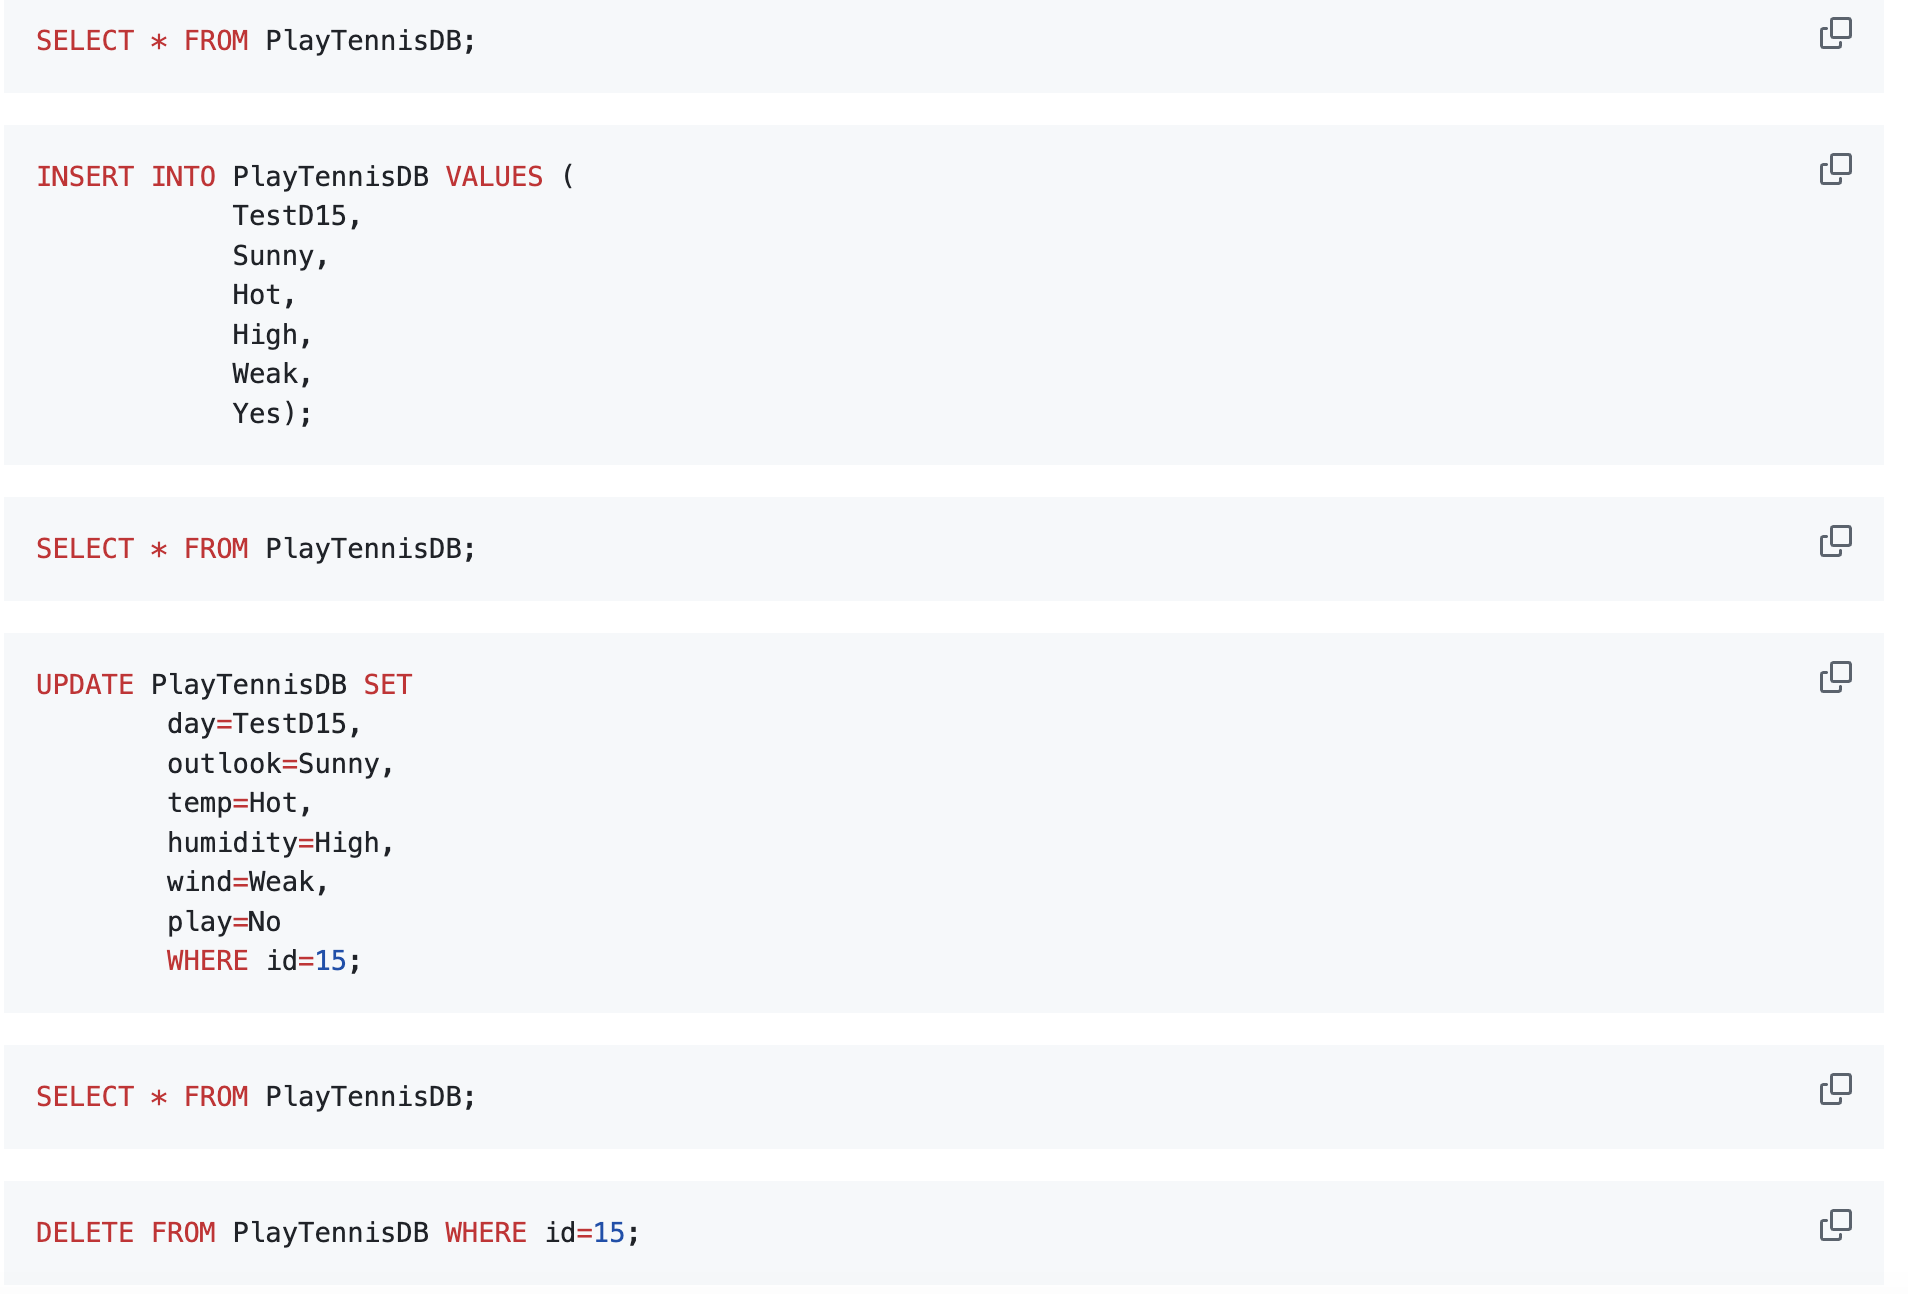 SELECT * FROM PlayTennisDB;
INSERT INTO PlayTennisDB VALUES (
TestD15,
Sunny,
Hot,
High,
Weak,
Yes);
SELECT * FROM PlayTennisDB;
UPDATE PlayTennisDB SET
day=TestD15,
outlook=Sunny,
temp=Hot,
humidity=High,
wind=Weak,
play=No
WHERE id=15;
SELECT * FROM PlayTennisDB;
DELETE FROM PlayTennisDB WHERE id=15;